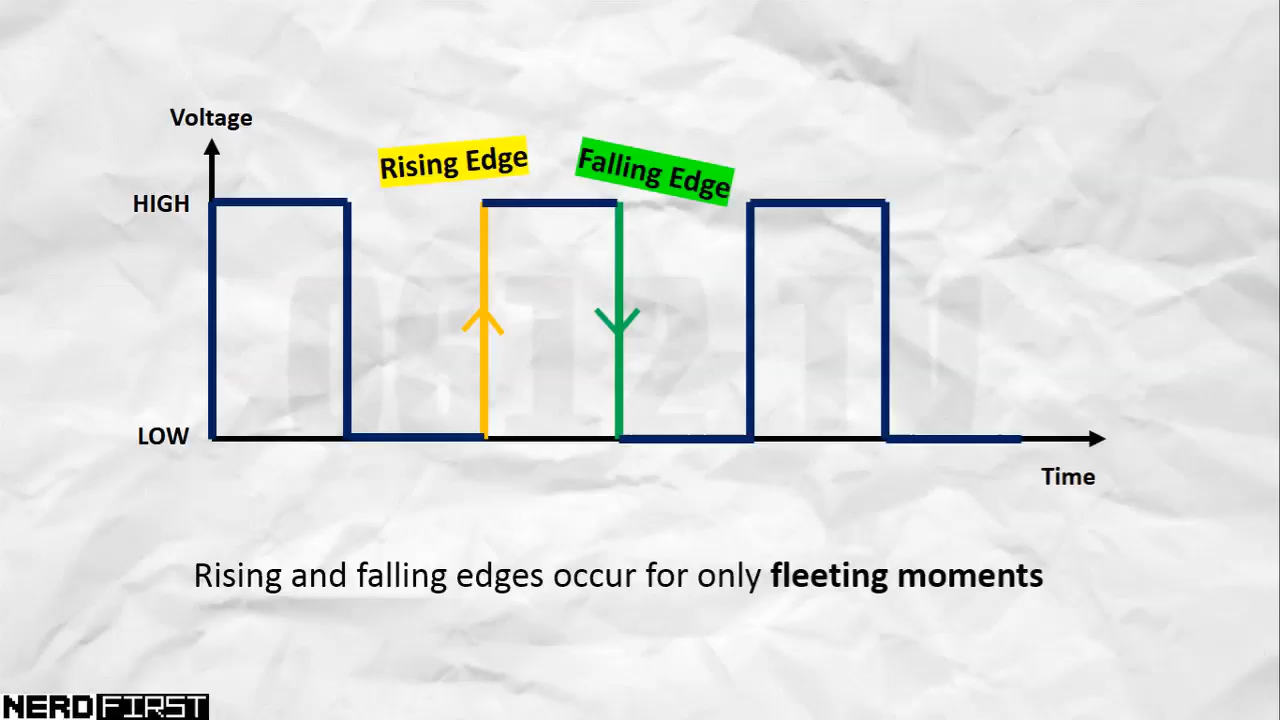 Voltage
Rising Edge
Falling Edge
HIGH
LOW
Time
Rising and falling edges occur for only fleeting moments
NERDFIRST